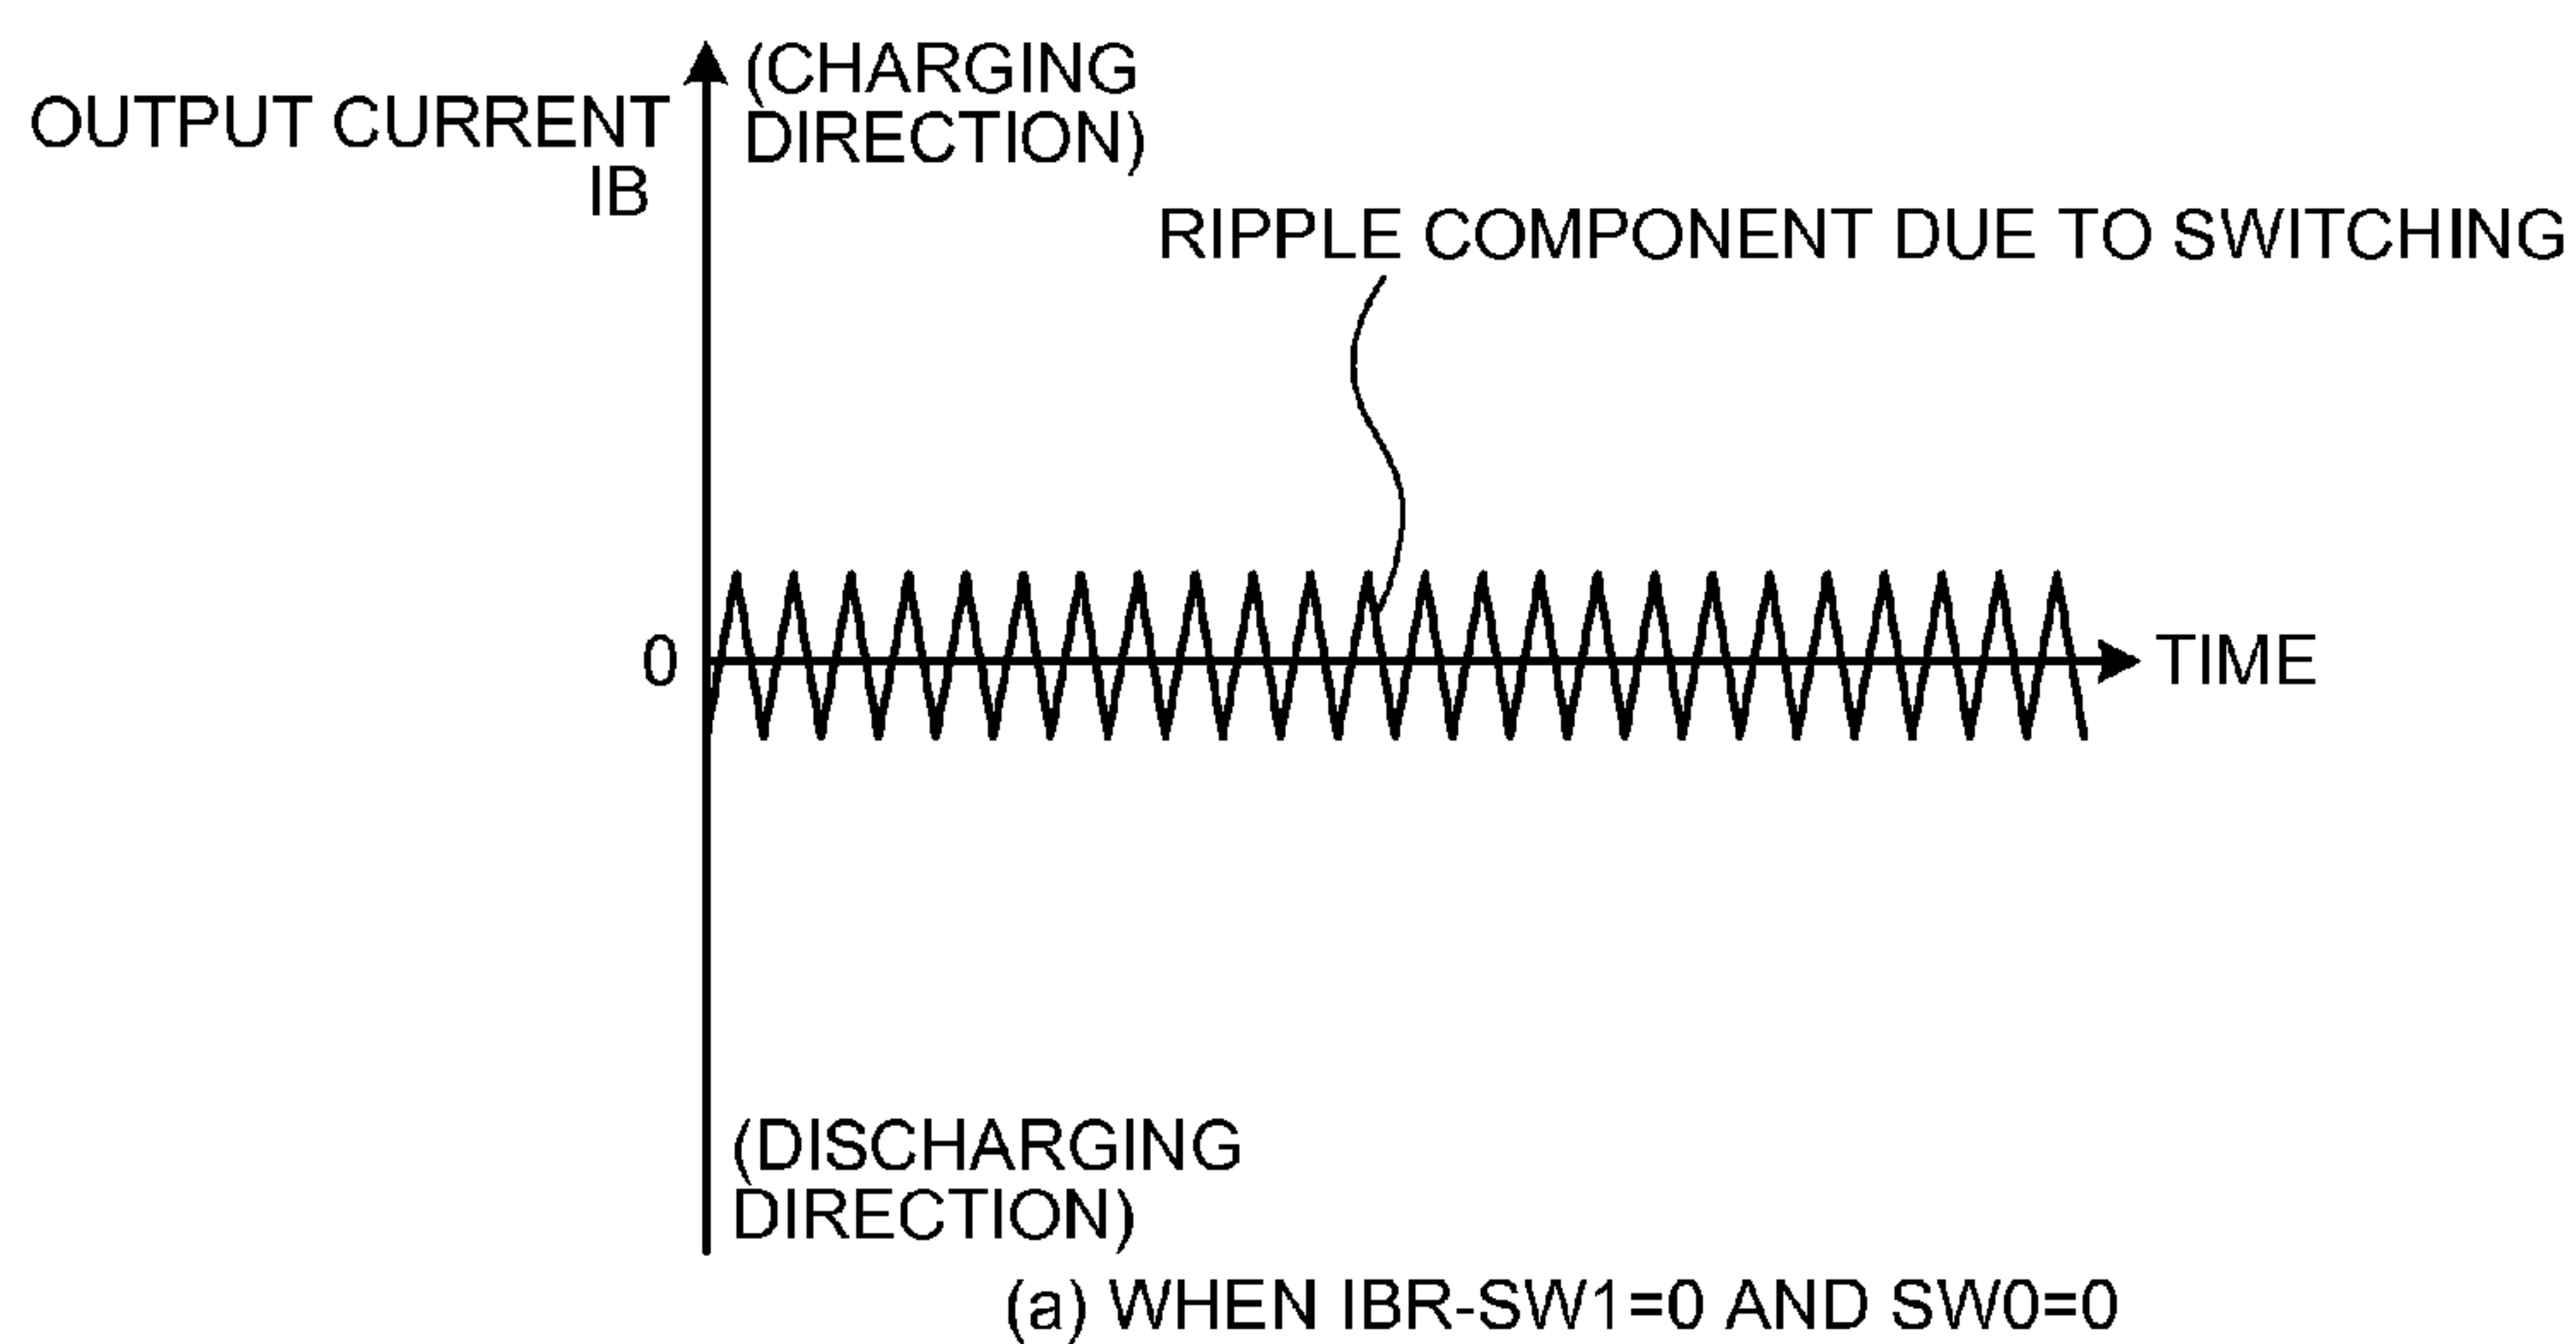 (CHARGING
DIRECTION)
OUTPUT CURRENT
IB
RIPPLE COMPONENT DUE TO SWITCHING
0
TIME
(DISCHARGING
DIRECTION)
(a) WHEN IBR-SW1=0 AND SW0=0